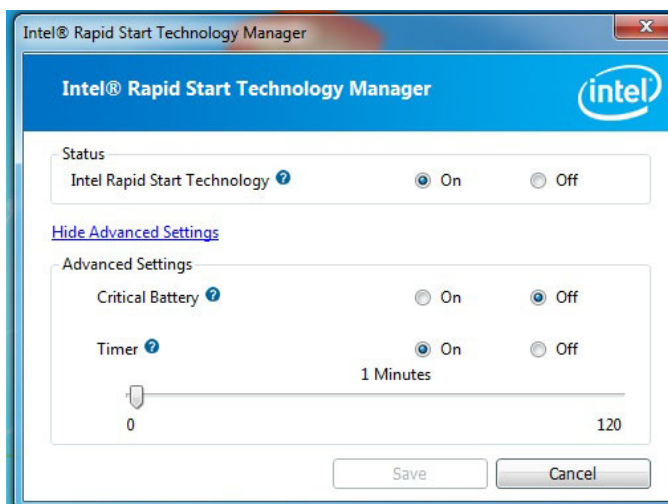 Intel® Rapid Start Technology Manager
Intel® Rapid Start Technology Manager
intel
Status
Intel Rapid Start Technology ? On Off
Hide Advanced Settings
Advanced Settings
Critical Battery ? On Off
Timer ? On Off
1 Minutes
0 120
Save Cancel